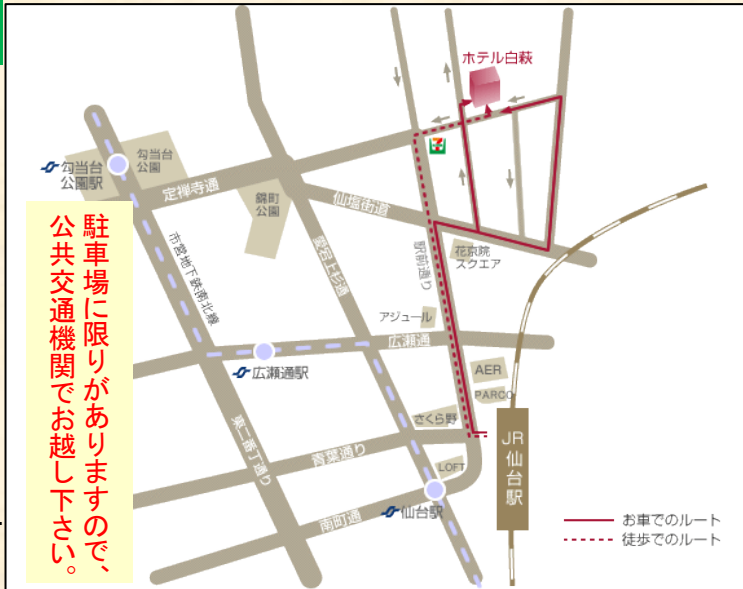 ホテル白萩
勾当台
公園駅
勾当台
公園
定禅寺通
錦町
公園
仙塩街道
愛宕上杉通
駅前通り
花京院
スクエア
市営地下鉄南北線
アジュール
広瀬通
広瀬通駅
AER
PARCO
さくら野
東一番丁通り
青葉通り
LOFT
JR仙台駅
仙台駅
南町通
駐車場に限りがありますので、
公共交通機関でお越し下さい。
お車でのルート
徒歩でのルート
7